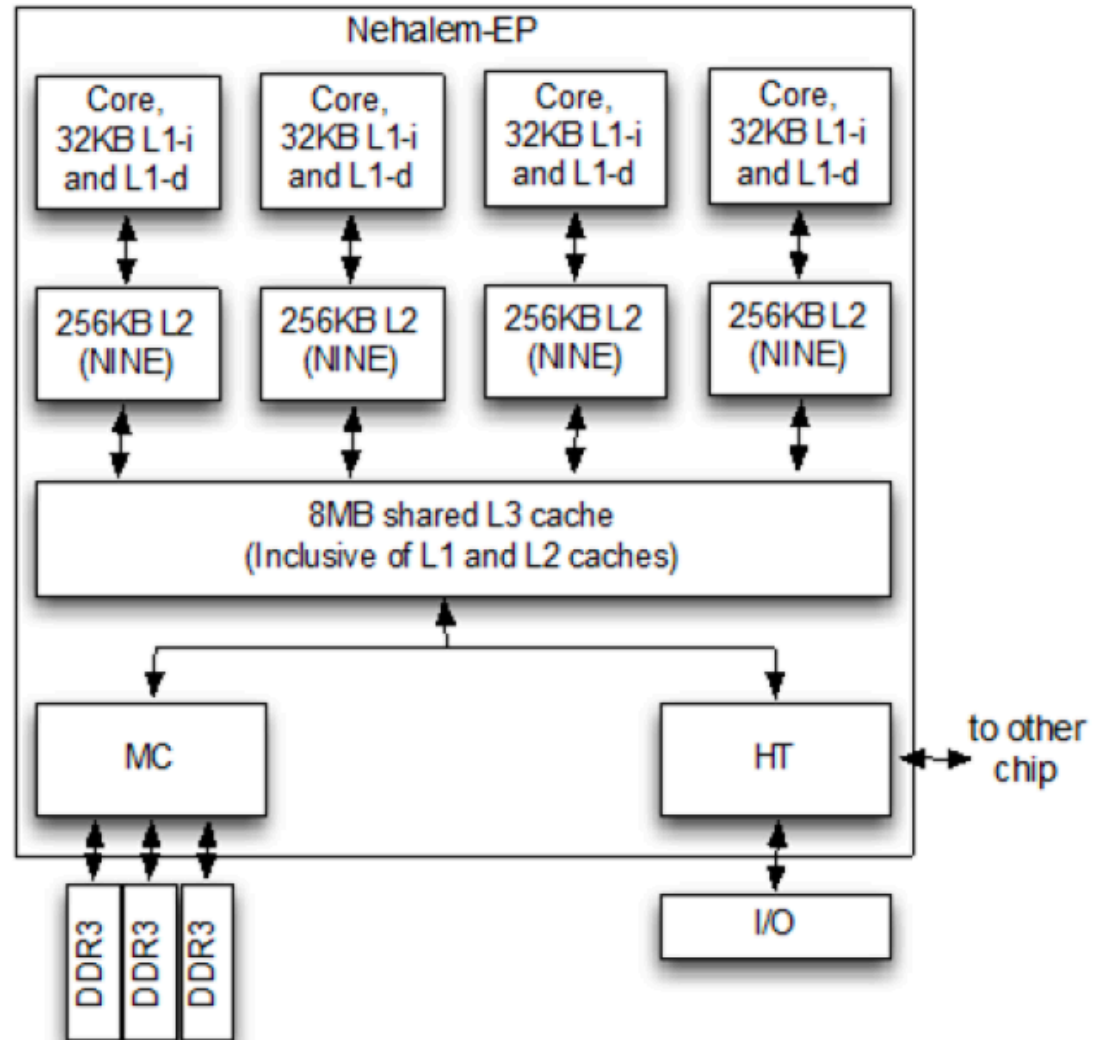 Nehalem-EP
Core,
32KB L1-i
and L1-d
Core,
32KB L1-i
and L1-d
Core,
32KB L1-i
and L1-d
Core,
32KB L1-i
and L1-d
256KB L2
(NINE)
256KB L2
(NINE)
256KB L2
(NINE)
256KB L2
(NINE)
8MB shared L3 cache
(Inclusive of L1 and L2 caches)
MC
HT
to other
chip
DDR3
DDR3
DDR3
I/O